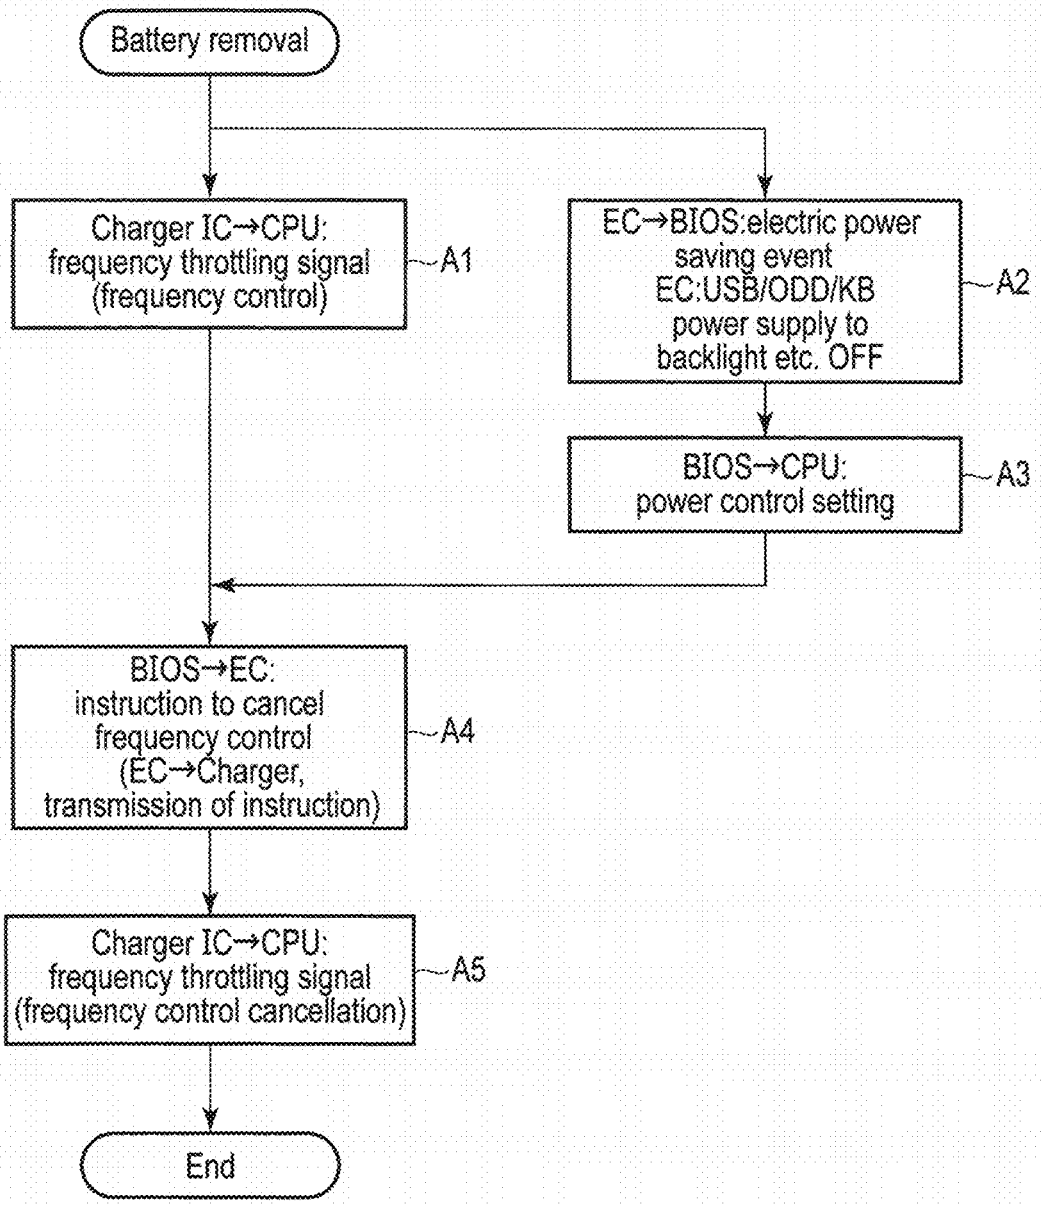 Battery removal
Charger IC→CPU:
frequency throttling signal
(frequency control)
A1
EC→BIOS:electric power
saving event
EC:USB/ODD/KB
power supply to
backlight etc. OFF
A2
BIOS→CPU:
power control setting
A3
BIOS→EC:
instruction to cancel
frequency control
(EC→Charger,
transmission of instruction)
A4
Charger IC→CPU:
frequency throttling signal
(frequency control cancellation)
A5
End